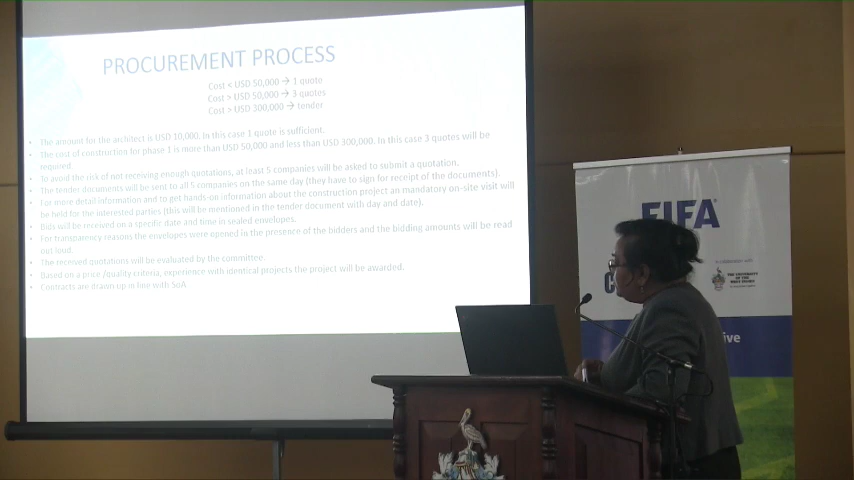 PROCUREMENT PROCESS
Cost < USD 50,000 → 1 quote
Cost > USD 50,000 → 3 quotes
Cost > USD 300,000 → tender
• The amount for the architect is USD 10,000. In this case 1 quote is sufficient.
• The cost of construction for phase 1 is more than USD 50,000 and less than USD 300,000. In this case 3 quotes will be
required.
• To avoid the risk of not receiving enough quotations, at least 5 companies will be asked to submit a quotation.
• The tender documents will be sent to all 5 companies on the same day (they have to sign for receipt of the documents).
• For more detail information and to get hands-on information about the construction project an mandatory on-site visit will
be held for the interested parties (this will be mentioned in the tender document with day and date).
• Bids will be received on a specific date and time in sealed envelopes.
• For transparency reasons the envelopes were opened in the presence of the bidders and the bidding amounts will be read
out loud.
• The received quotations will be evaluated by the committee.
• Based on a price /quality criteria, experience with identical projects the project will be awarded.
• Contracts are drawn up in line with SoA
FIFA
THE UNIVERSITY
OF THE
WEST INDIES